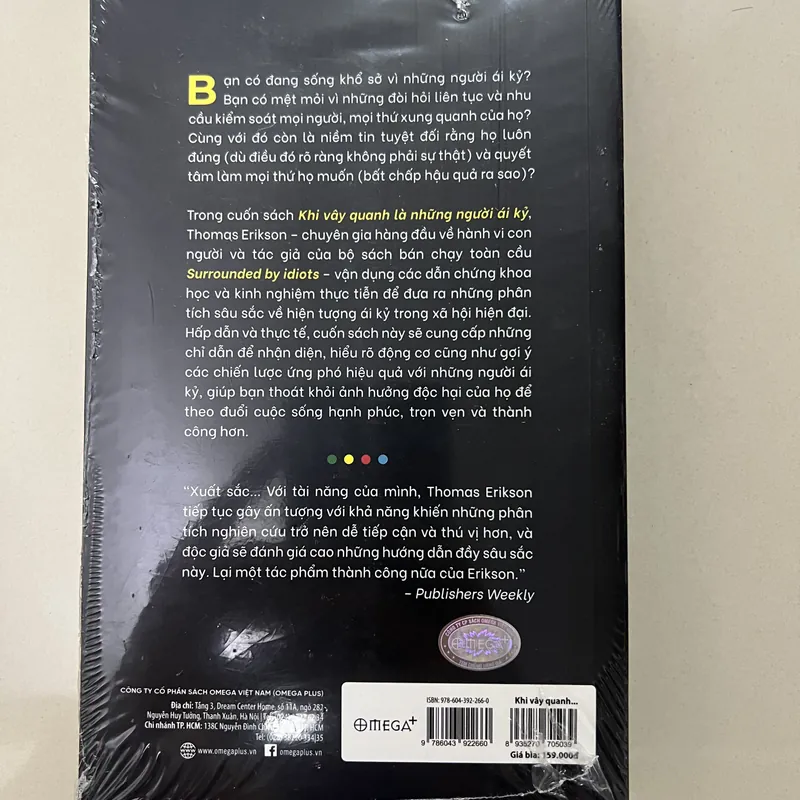 Bạn có đang sống khổ sở vì những người ái kỷ?
Bạn có mệt mỏi vì những đòi hỏi liên tục và nhu
cầu kiểm soát mọi người, mọi thứ xung quanh của họ?
Cùng với đó còn là niềm tin tuyệt đối rằng họ luôn
đúng (dù điều đó rõ ràng không phải sự thật) và quyết
tâm làm mọi thứ họ muốn (bất chấp hậu quả ra sao)?
Trong cuốn sách Khi vây quanh là những người ái kỷ,
Thomas Erikson – chuyên gia hàng đầu về hành vi con
người và tác giả của bộ sách bán chạy toàn cầu
Surrounded by idiots – vận dụng các dẫn chứng khoa
học và kinh nghiệm thực tiễn để đưa ra những phân
tích sâu sắc về hiện tượng ái kỷ trong xã hội hiện đại.
Hấp dẫn và thực tế, cuốn sách này sẽ cung cấp những
chỉ dẫn để nhận diện, hiểu rõ động cơ cũng như gợi ý
các chiến lược ứng phó hiệu quả với những người ái
kỷ, giúp bạn thoát khỏi ảnh hưởng độc hại của họ để
theo đuổi cuộc sống hạnh phúc, trọn vẹn và thành
công hơn.
“Xuất sắc... Với tài năng của mình, Thomas Erikson
tiếp tục gây ấn tượng với khả năng khiến những phân
tích nghiên cứu trở nên dễ tiếp cận và thú vị hơn, và
độc giả sẽ đánh giá cao những hướng dẫn đầy sâu sắc
này. Lại một tác phẩm thành công nữa của Erikson.”
– Publishers Weekly
CÔNG TY CỔ PHẦN SÁCH OMEGA VIỆT NAM (OMEGA PLUS)
Địa chỉ: Tầng 3, Dream Center Home, số 11A, ngõ 282
Nguyễn Huy Tưởng, Thanh Xuân, Hà Nội
Chi nhánh TP. HCM: 138C Nguyễn Đình
www.omegaplus.vn
omegaplus.vn
OMEGA+
ISBN: 978-604-392-266-0
9 786043 922660
Khi vây quanh...
8 936270 705039
Giá bìa: 159.000đ